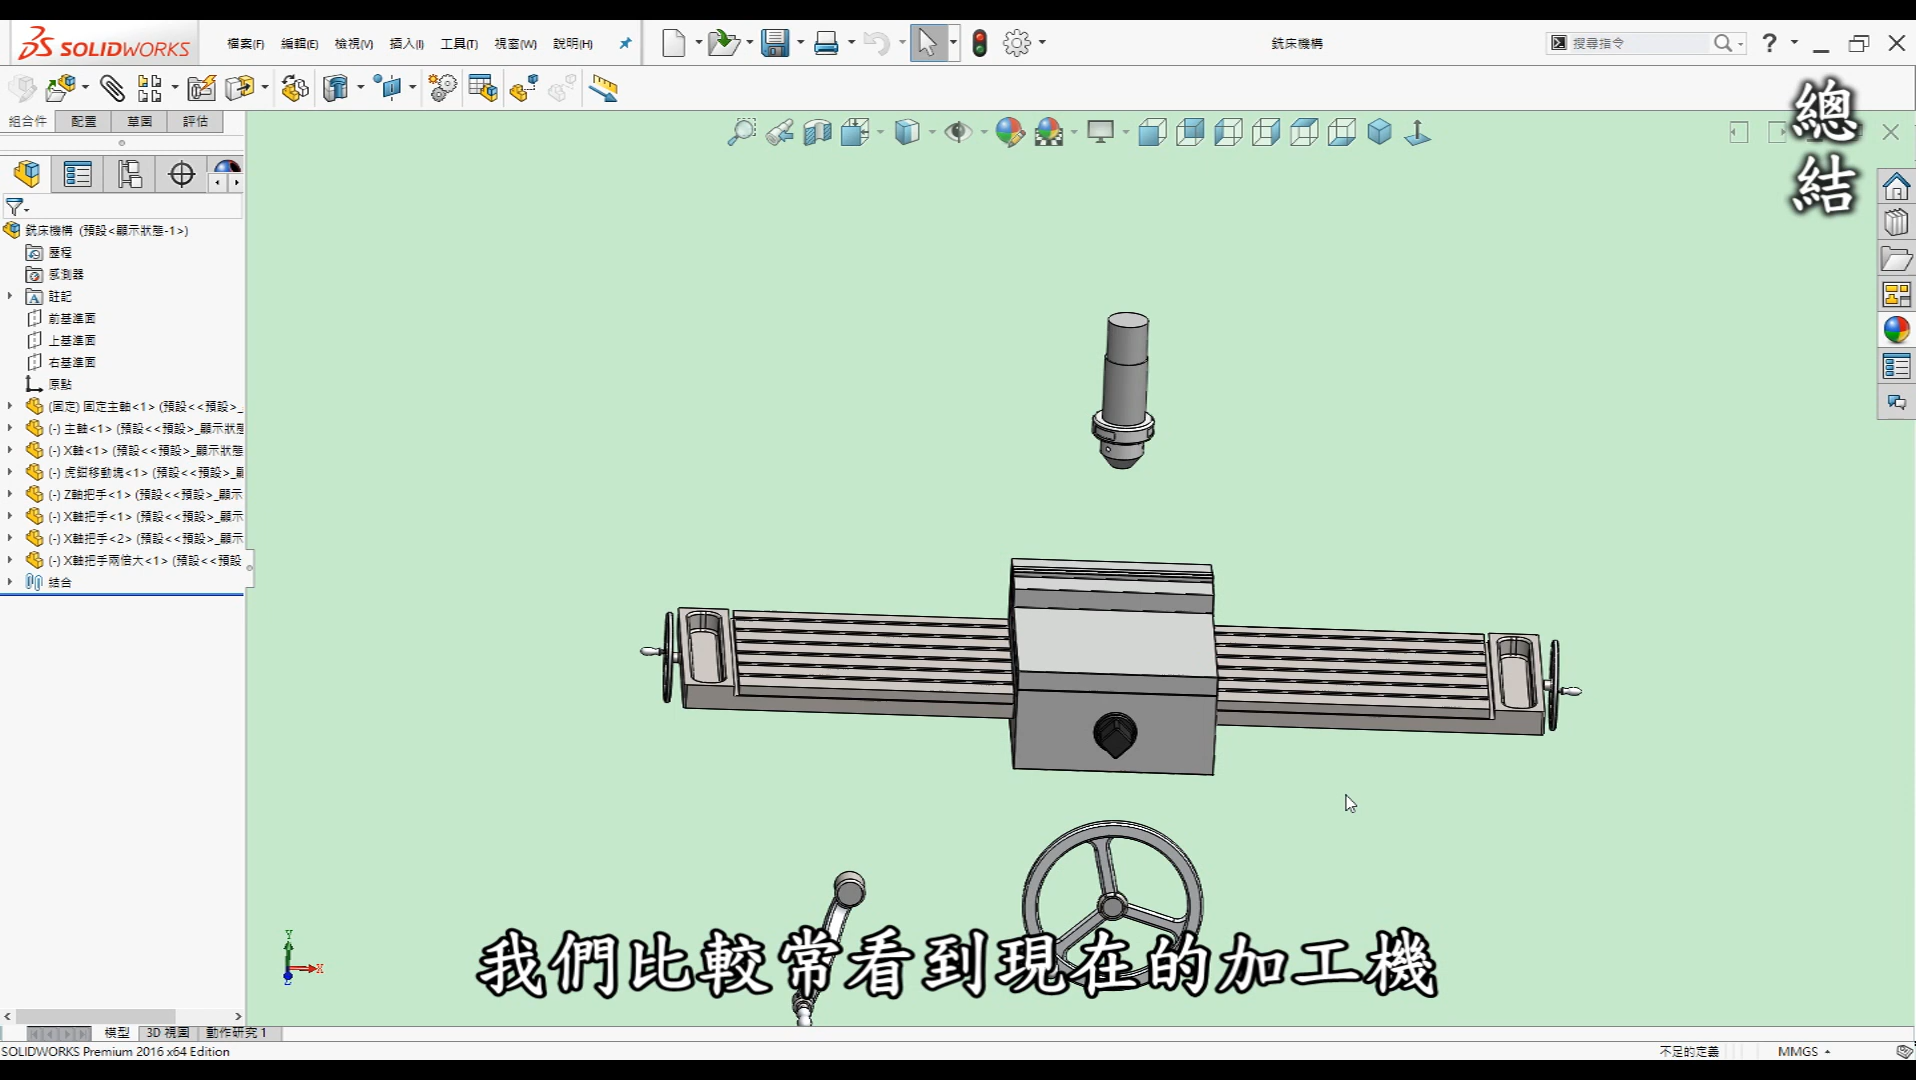 SOLIDWORKS 檔案(F) 編輯(E) 檢視(V) 插入(I) 工具(T) 視窗(W) 說明(H) 銑床機構 搜尋指令
組合件 配置 草圖 評估
總結
銑床機構 (預設<顯示狀態-1>)
歷程
感測器
註記
前基準面
上基準面
右基準面
原點
(固定) 固定主軸<1> (預設<<預設>_
(-) 主軸<1> (預設<<預設>_顯示狀態
(-) X軸<1> (預設<<預設>_顯示狀態
(-) 虎鉗移動塊<1> (預設<<預設>_顯
(-) Z軸把手<1> (預設<<預設>_顯示
(-) X軸把手<1> (預設<<預設>_顯示
(-) X軸把手<2> (預設<<預設>_顯示
(-) X軸把手兩倍大<1> (預設<<預設
結合
Y
X
Z
我們比較常看到現在的加工機
模型 3D 視圖 動作研究 1
SOLIDWORKS Premium 2016 x64 Edition 不足的定義 MMGS